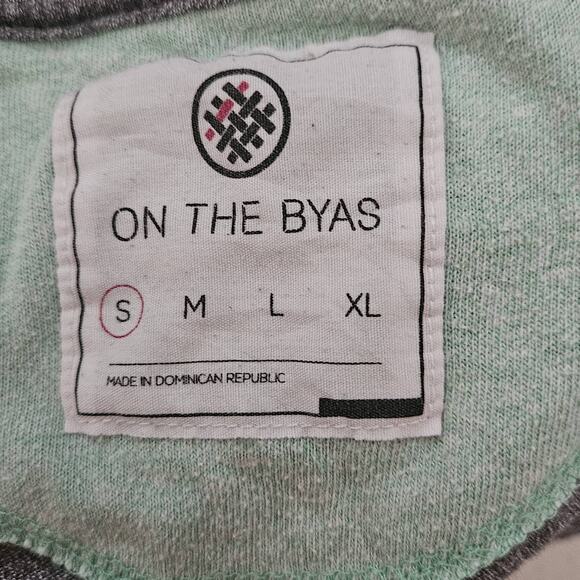 ON THE BYAS
S M L XL
MADE IN DOMINICAN REPUBLIC